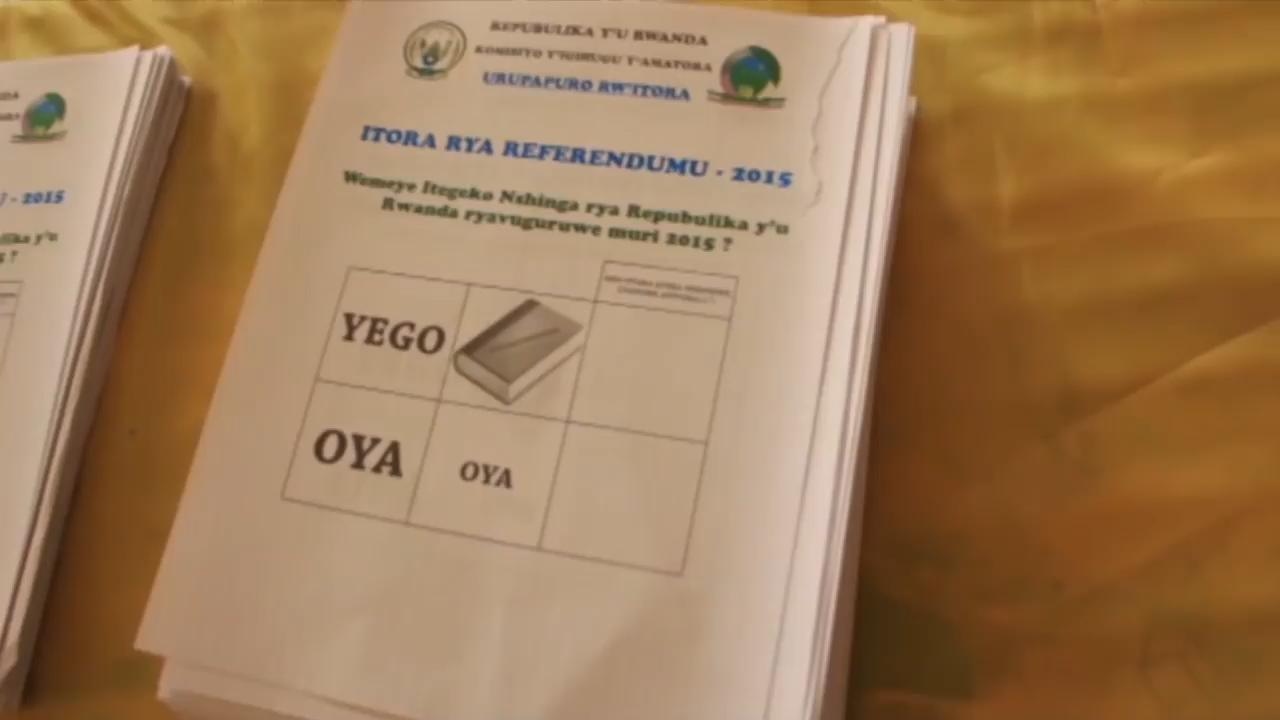 REPUBULIKA Y'U RWANDA
KOMISIYO Y'IGIHUGU Y'AMATORA
URUPAPURO RW'ITORA
ITORA RYA REFERENDUMU - 2015
Wemeye Itegeko Nshinga rya Repubulika y'u
Rwanda ryavuguruwe muri 2015 ?
YEGO
OYA OYA
- 2015
y'u
?